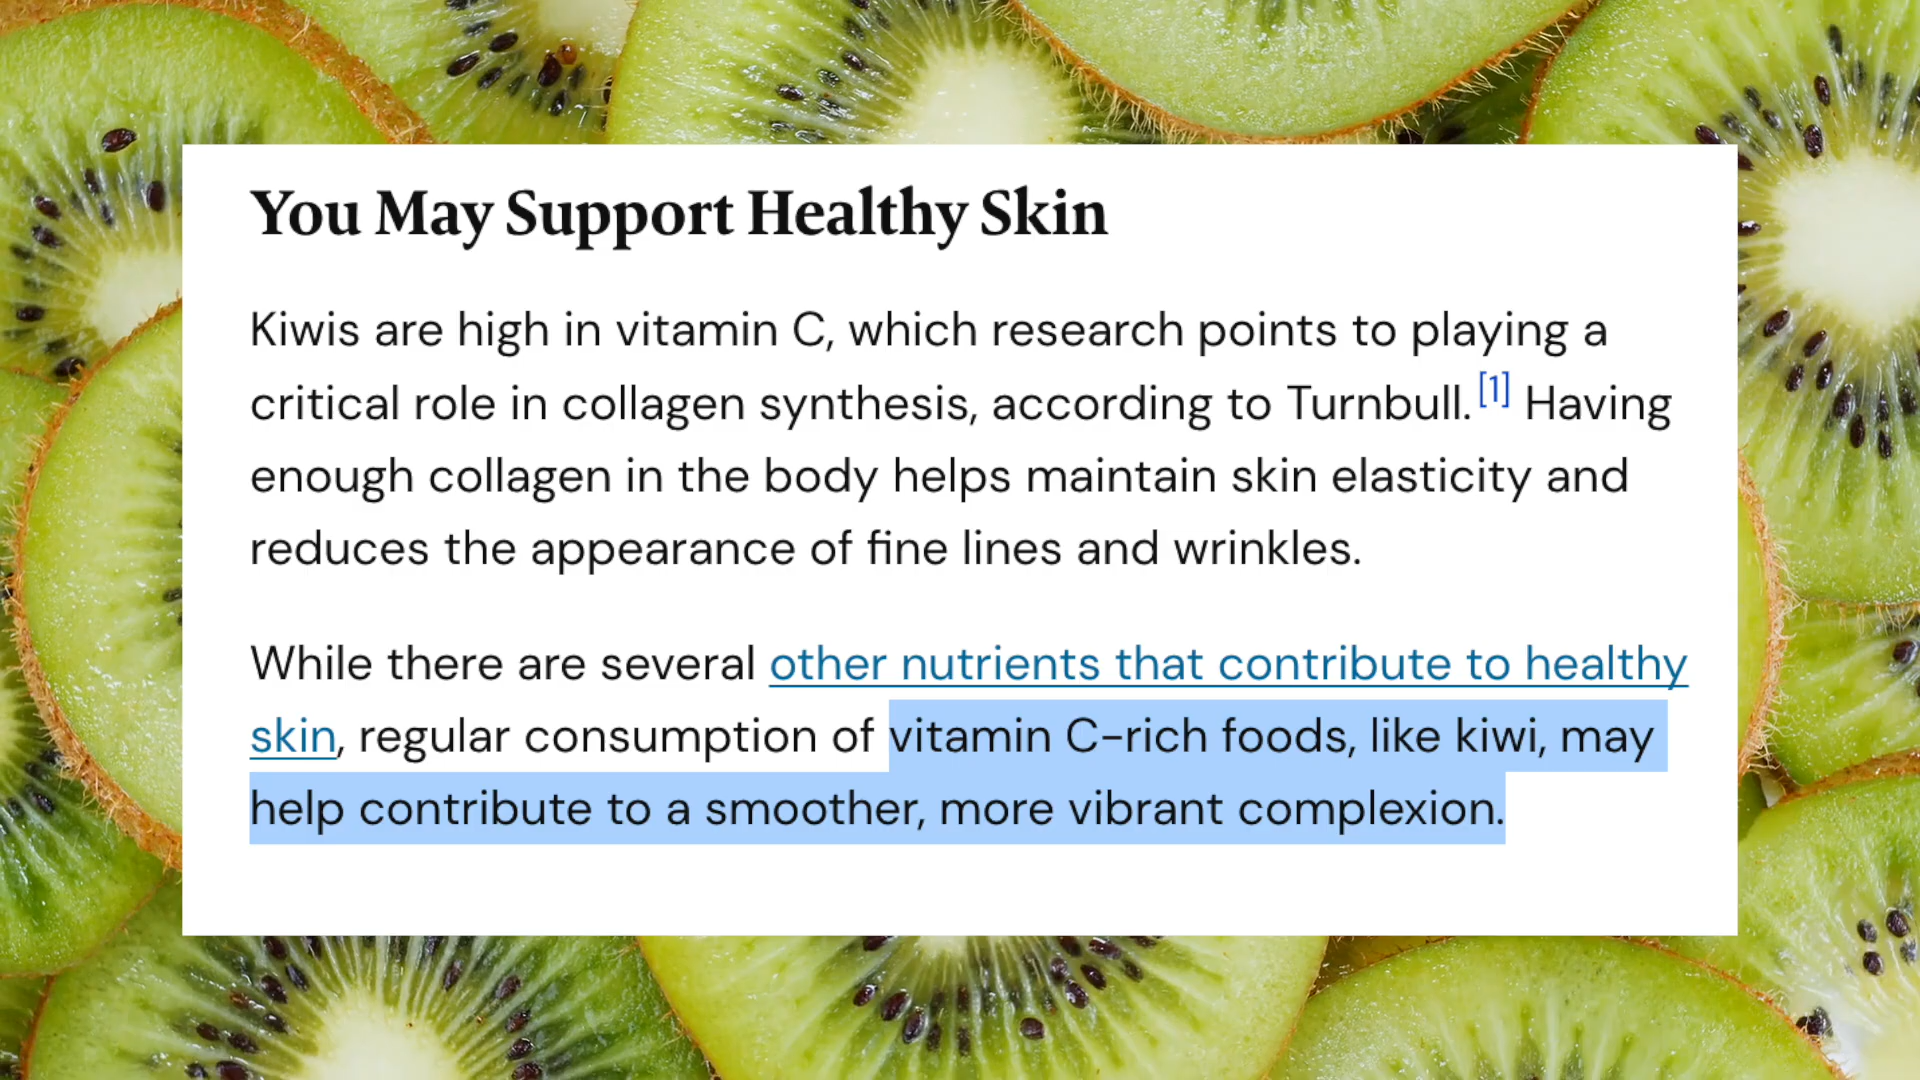 You May Support Healthy Skin
Kiwis are high in vitamin C, which research points to playing a
critical role in collagen synthesis, according to Turnbull.[1] Having
enough collagen in the body helps maintain skin elasticity and
reduces the appearance of fine lines and wrinkles.
While there are several other nutrients that contribute to healthy
skin, regular consumption of vitamin C-rich foods, like kiwi, may
help contribute to a smoother, more vibrant complexion.